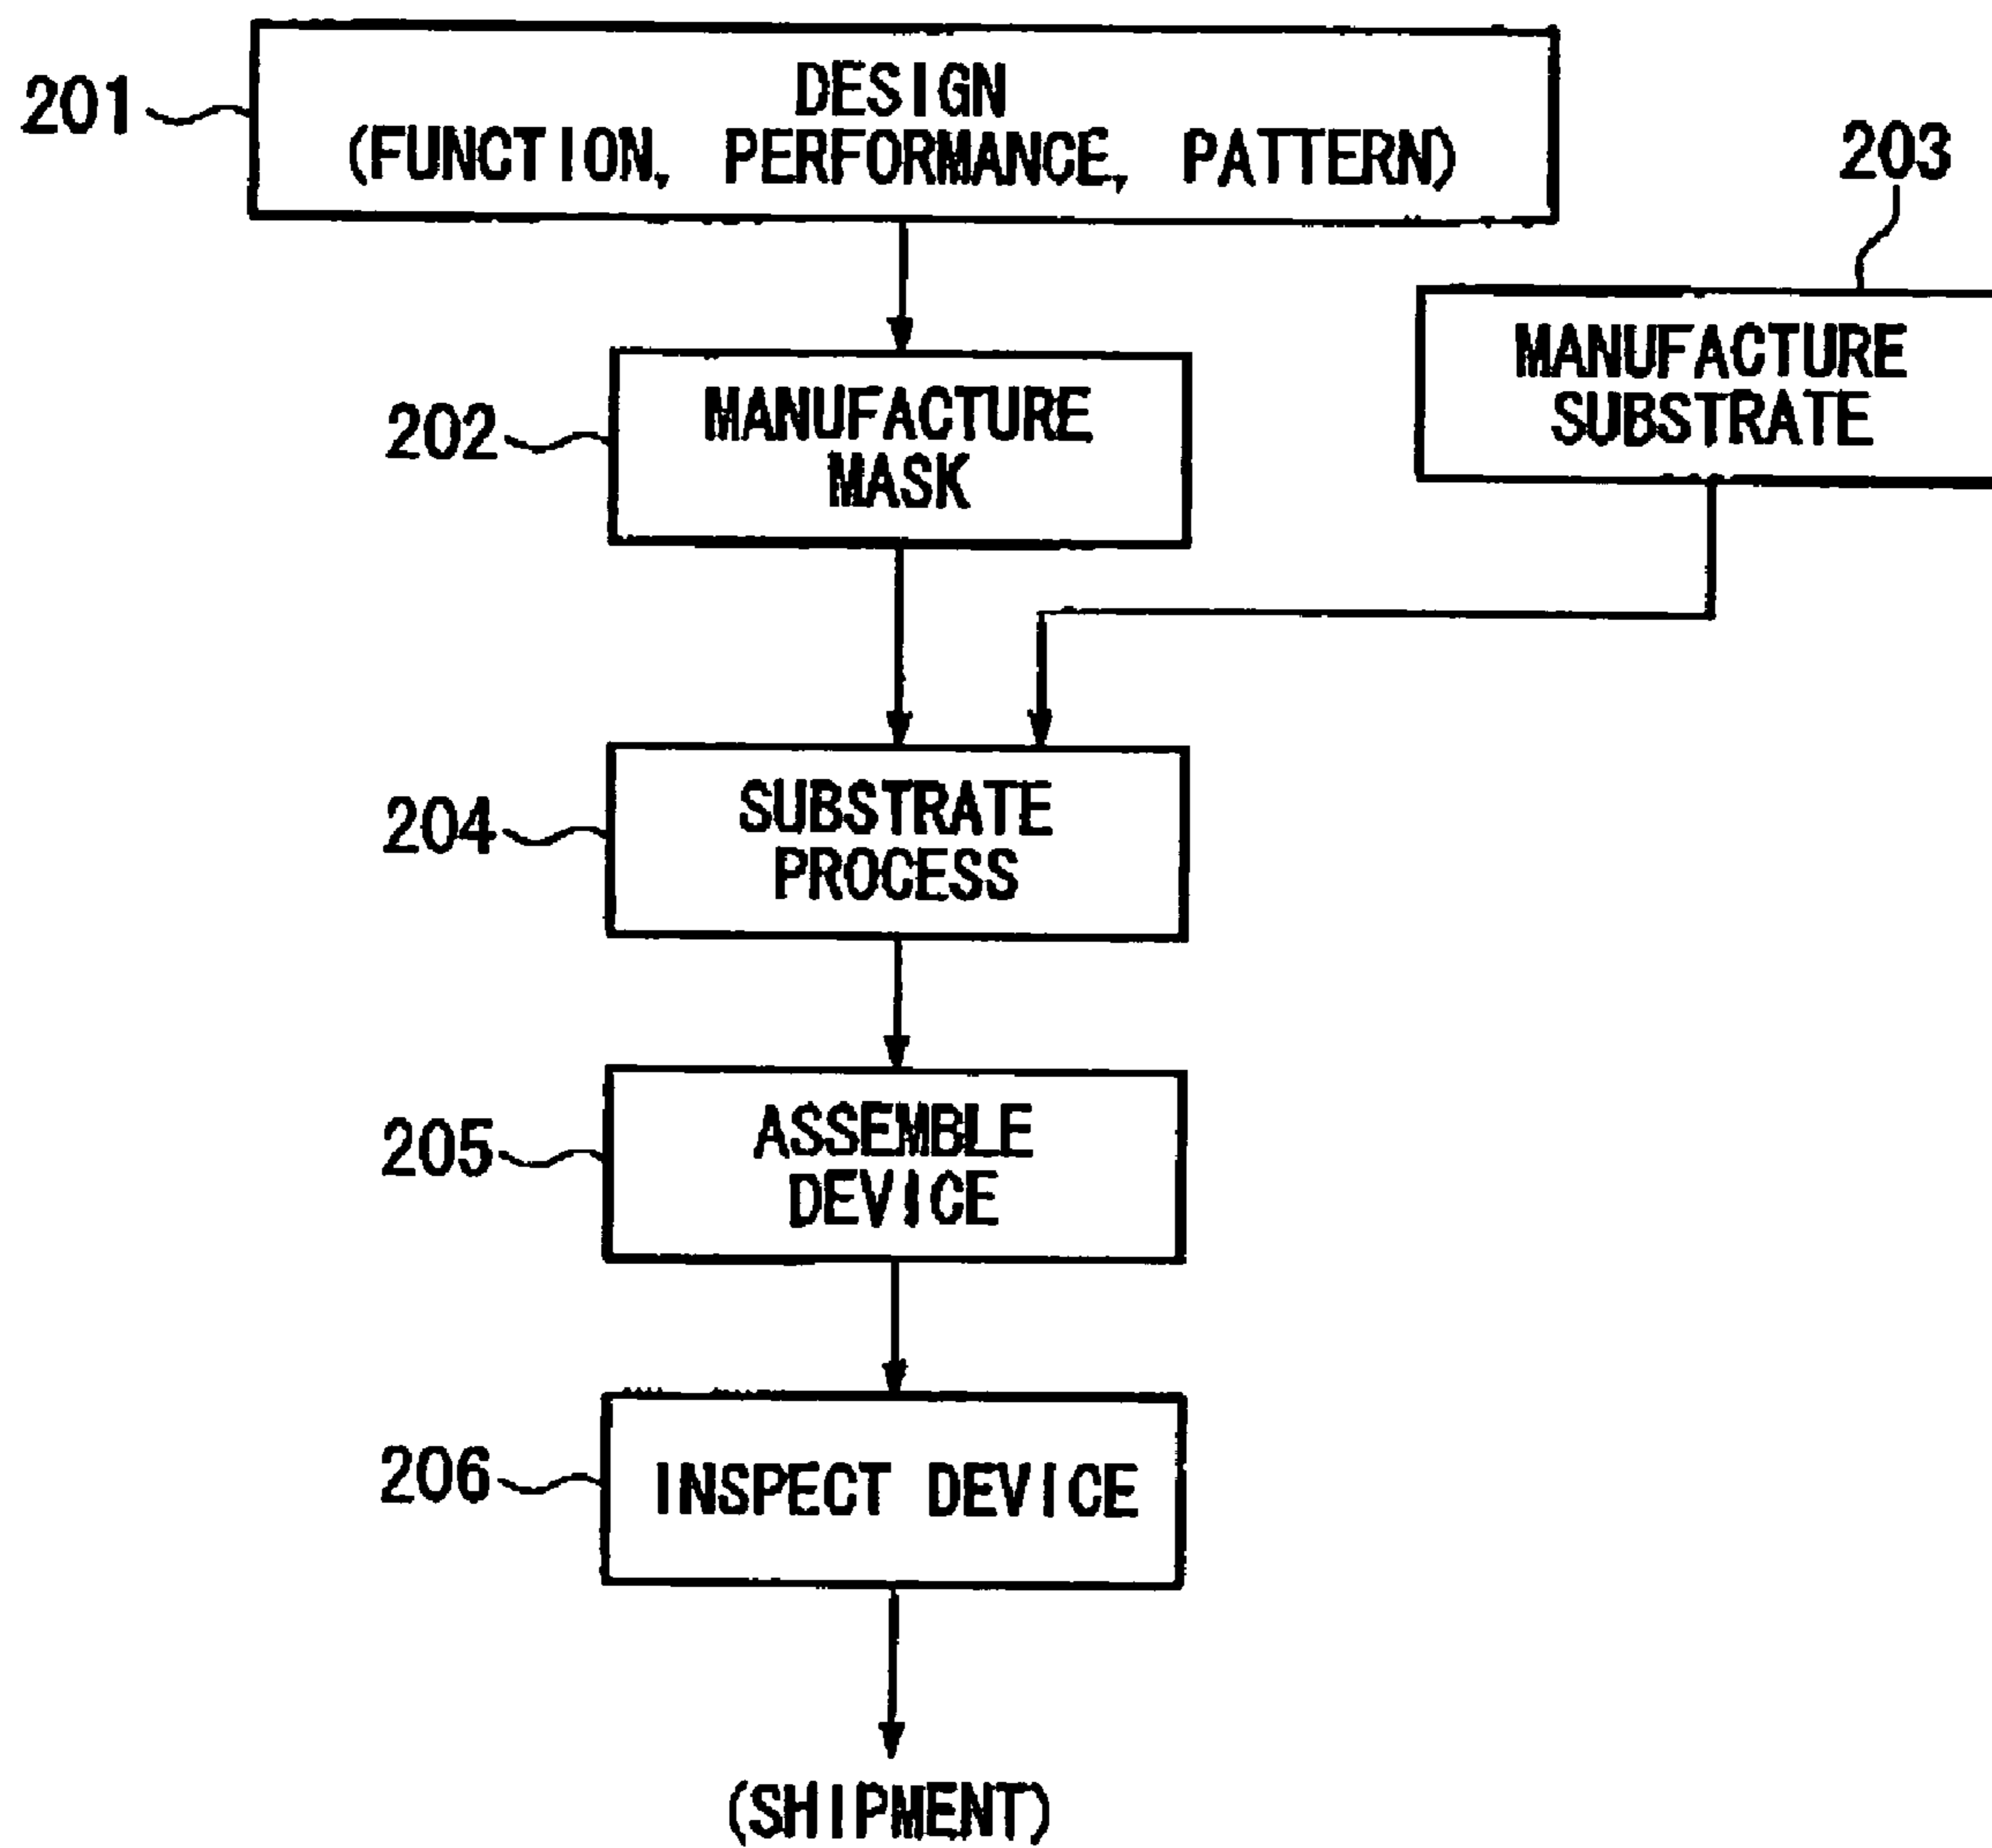 201
DESIGN
(FUNCTION, PERFORMANCE, PATTERN)
203
MANUFACTURE
SUBSTRATE
202
MANUFACTURE
MASK
204
SUBSTRATE
PROCESS
205
ASSEMBLE
DEVICE
206
INSPECT DEVICE
(SHIPMENT)